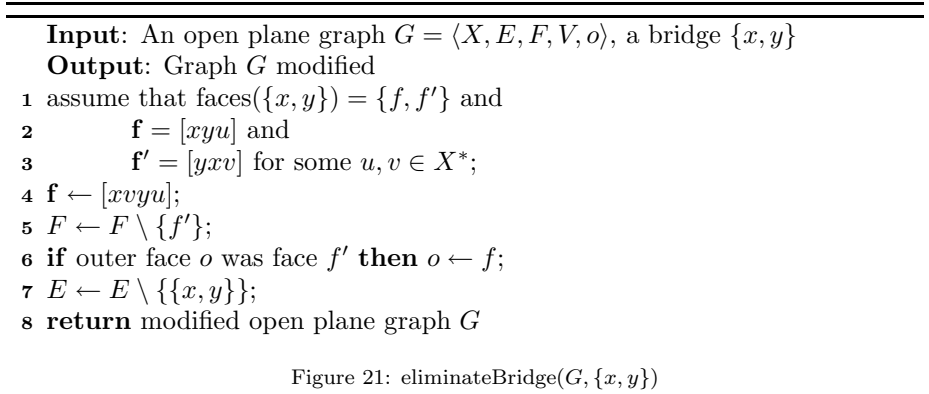 Input: An open plane graph G = ⟨X, E, F, V, o⟩, a bridge {x, y}
Output: Graph G modified
1 assume that faces({x, y}) = {f, f′} and
2 f = [xyu] and
3 f′ = [yxv] for some u, v ∈ X*;
4 f ← [xvyu];
5 F ← F \ {f′};
6 if outer face o was face f′ then o ← f;
7 E ← E \ {{x, y}};
8 return modified open plane graph G
Figure 21: eliminateBridge(G, {x, y})